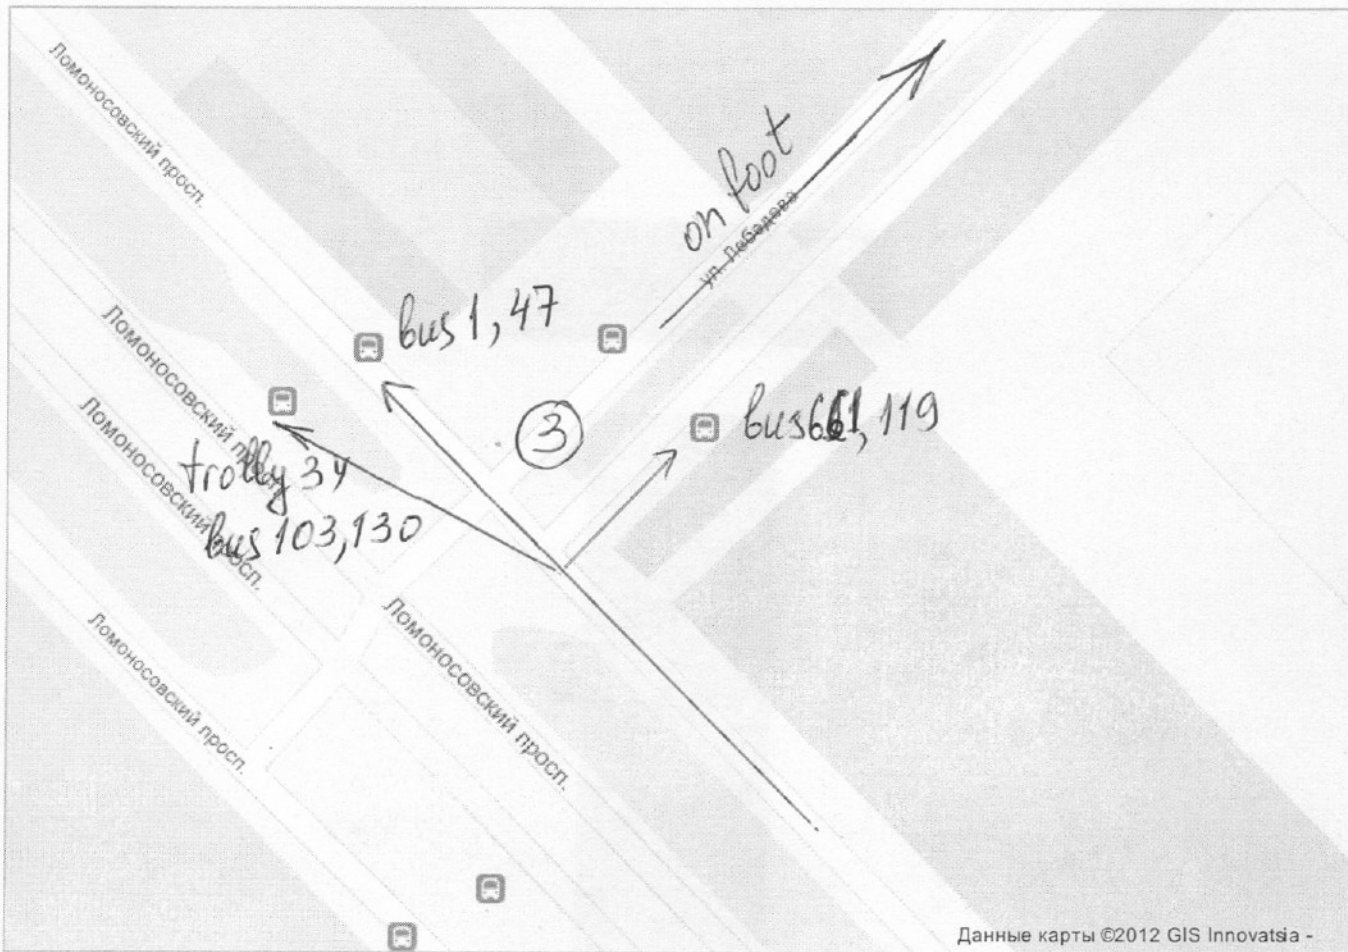 Ломоносовский просп.
on foot
ул. Лебедева
bus 1, 47
Ломоносовский просп.
3
bus 661, 119
Ломоносовский просп.
trolly 34
bus 103, 130
Ломоносовский просп.
Ломоносовский просп.
Данные карты ©2012 GIS Innovatsia -